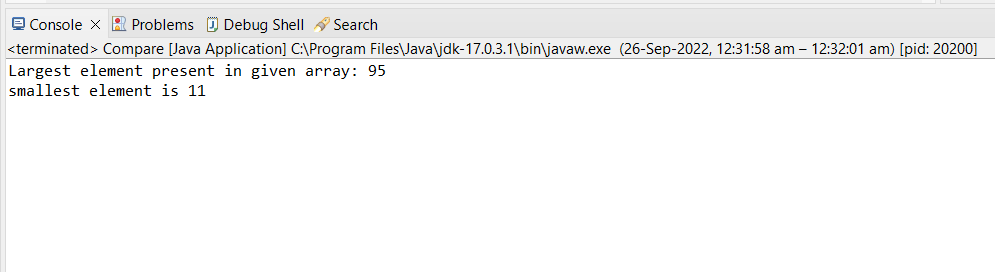 Console Problems Debug Shell Search
<terminated> Compare [Java Application] C:\Program Files\Java\jdk-17.0.3.1\bin\javaw.exe (26-Sep-2022, 12:31:58 am – 12:32:01 am) [pid: 20200]
Largest element present in given array: 95
smallest element is 11